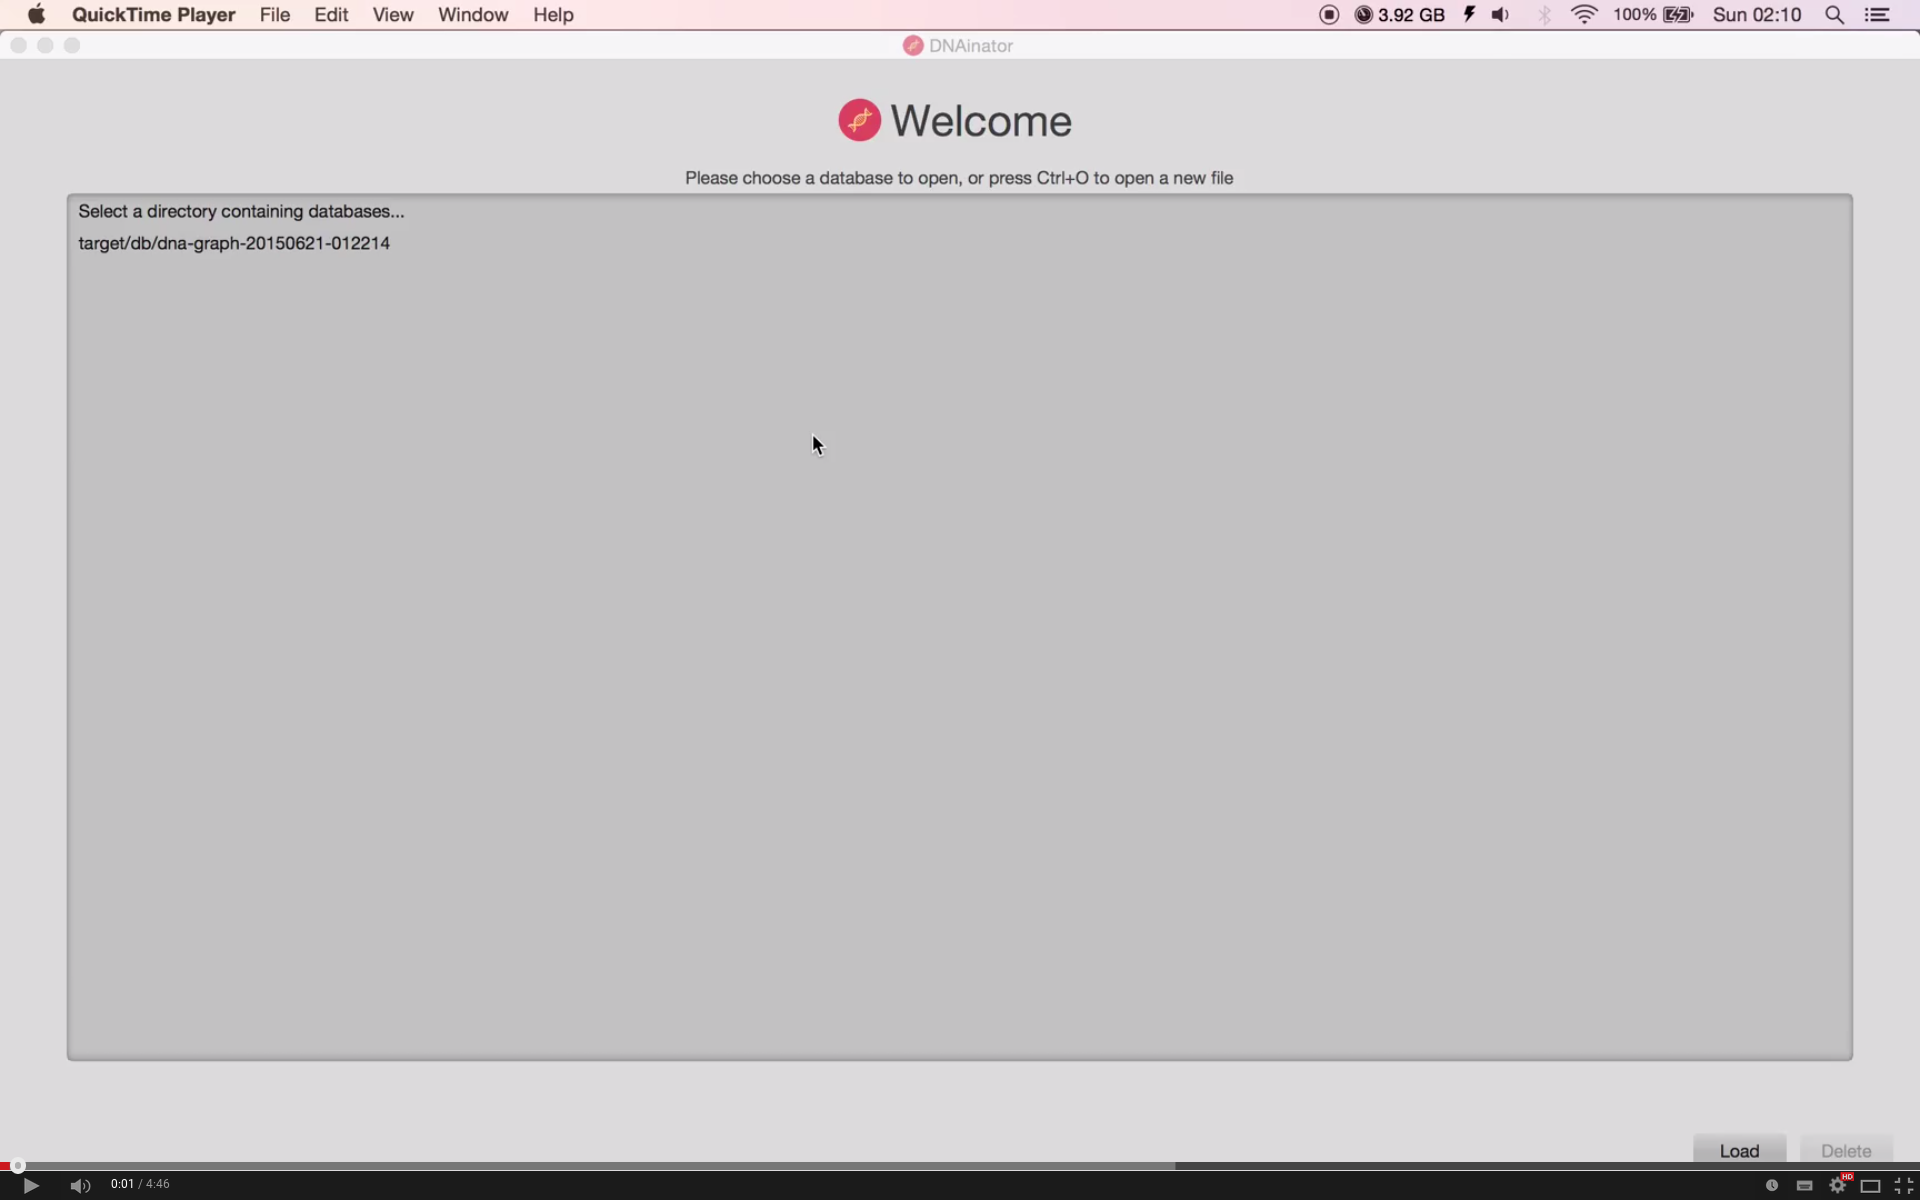 QuickTime Player File Edit View Window Help 3.92 GB 100% Sun 02:10
DNAinator
Welcome
Please choose a database to open, or press Ctrl+O to open a new file
Select a directory containing databases...
target/db/dna-graph-20150621-012214
Load Delete
0:01 / 4:46 HD